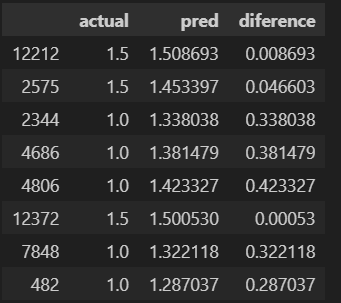 actual pred diference
12212 1.5 1.508693 0.008693
2575 1.5 1.453397 0.046603
2344 1.0 1.338038 0.338038
4686 1.0 1.381479 0.381479
4806 1.0 1.423327 0.423327
12372 1.5 1.500530 0.00053
7848 1.0 1.322118 0.322118
482 1.0 1.287037 0.287037